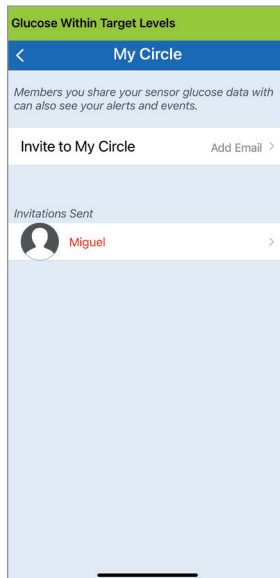 Glucose Within Target Levels
My Circle
Members you share your sensor glucose data with
can also see your alerts and events.
Invite to My Circle Add Email
Invitations Sent
Miguel